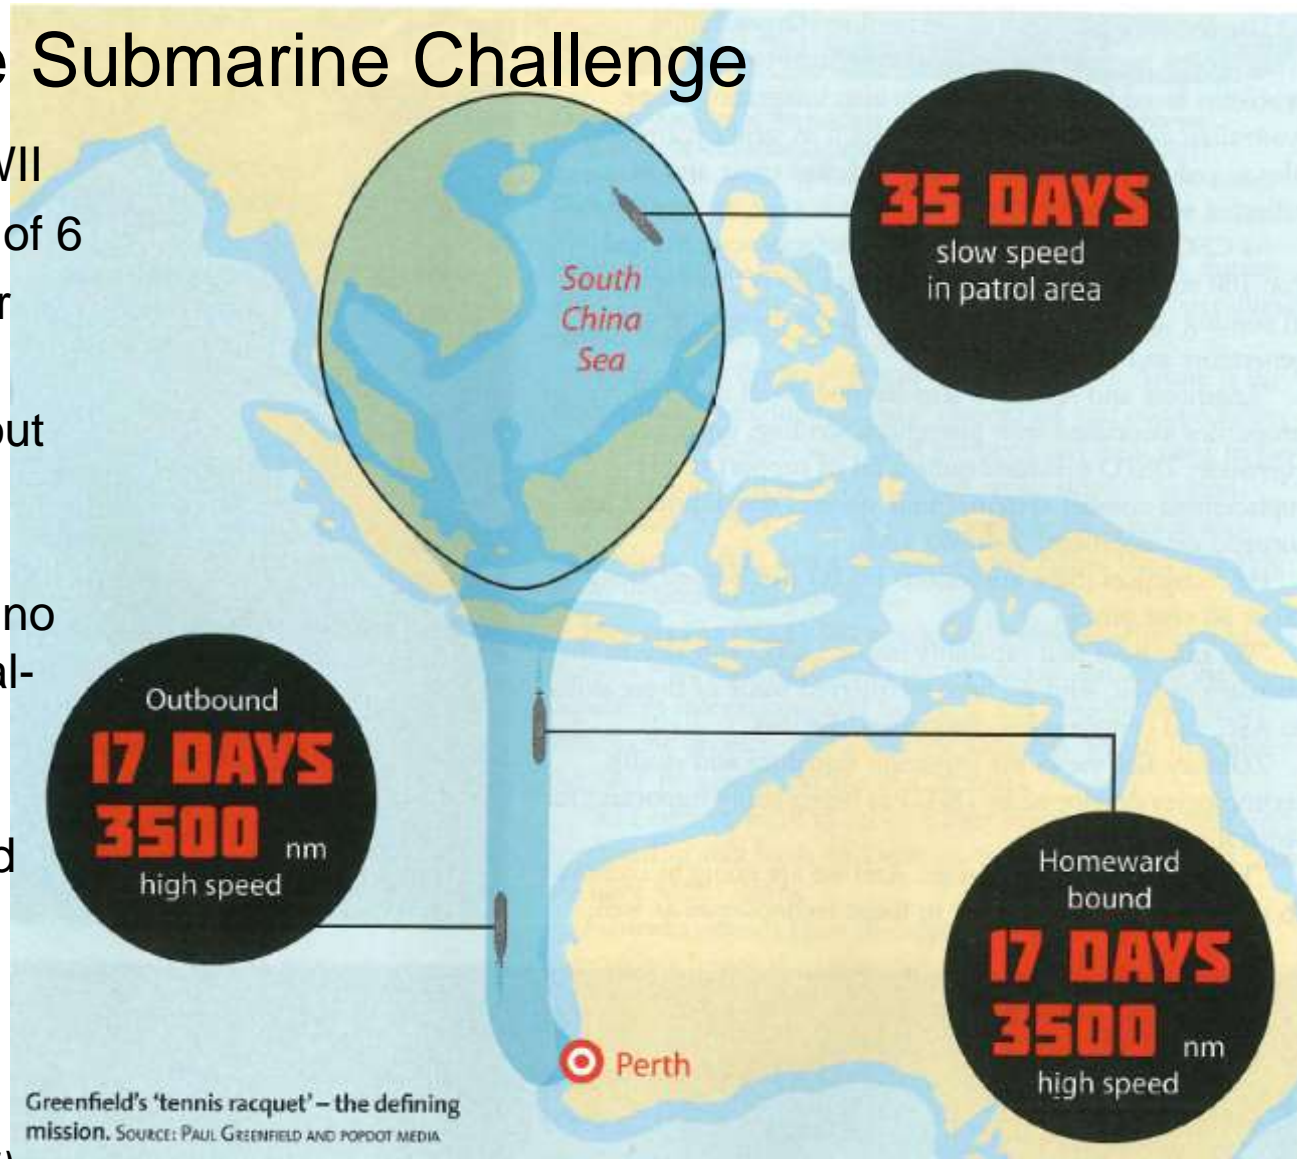 e Submarine Challenge
WII
of 6
r
out
no
al-
d
35 DAYS
slow speed
in patrol area
South
China
Sea
Outbound
17 DAYS
3500 nm
high speed
Homeward
bound
17 DAYS
3500 nm
high speed
Perth
Greenfield's 'tennis racquet' – the defining
mission. SOURCE: PAUL GREENFIELD AND POPDOT MEDIA